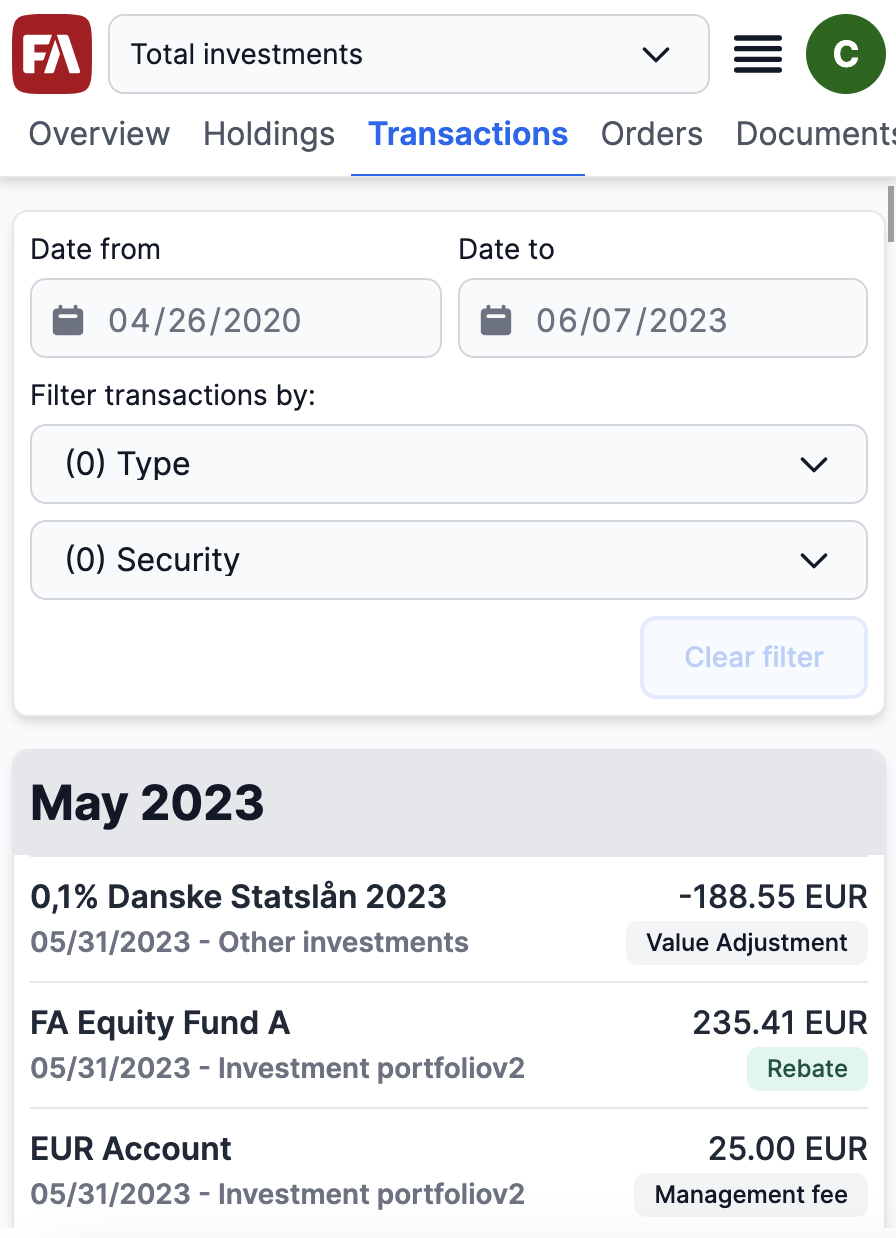 FA
Total investments
C
Overview Holdings Transactions Orders Documents
Date from Date to
04/26/2020 06/07/2023
Filter transactions by:
(0) Type
(0) Security
Clear filter
May 2023
0,1% Danske Statslån 2023 -188.55 EUR
05/31/2023 - Other investments Value Adjustment
FA Equity Fund A 235.41 EUR
05/31/2023 - Investment portfoliov2 Rebate
EUR Account 25.00 EUR
05/31/2023 - Investment portfoliov2 Management fee